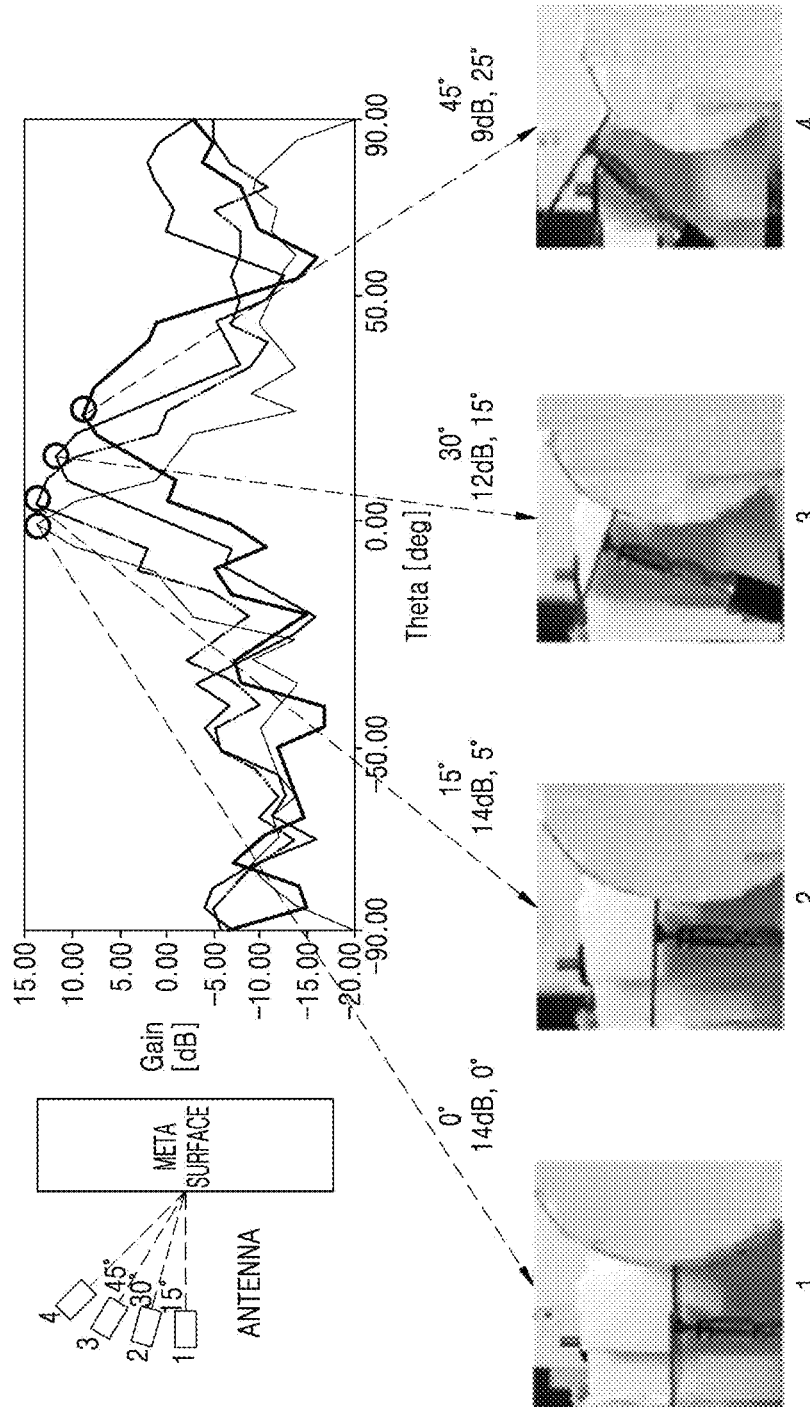 META
SURFACE
4
3
2
1
45°
30°
15°
ANTENNA
Gain
[dB]
15.00
10.00
5.00
0.00
-5.00
-10.00
-15.00
-20.00
-90.00
-50.00
0.00
50.00
90.00
Theta [deg]
0°
14dB, 0°
15°
14dB, 5°
30°
12dB, 15°
45°
9dB, 25°
1
2
3
4